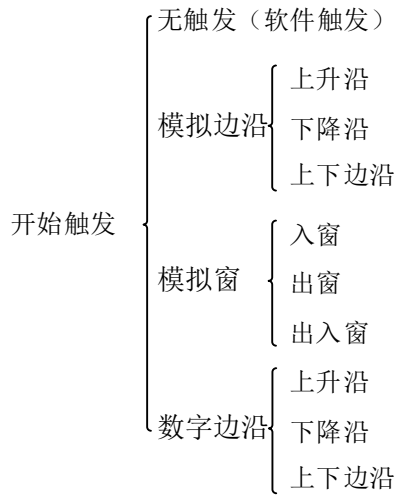 无触发（软件触发）
模拟边沿
上升沿
下降沿
上下边沿
开始触发
模拟窗
入窗
出窗
出入窗
数字边沿
上升沿
下降沿
上下边沿